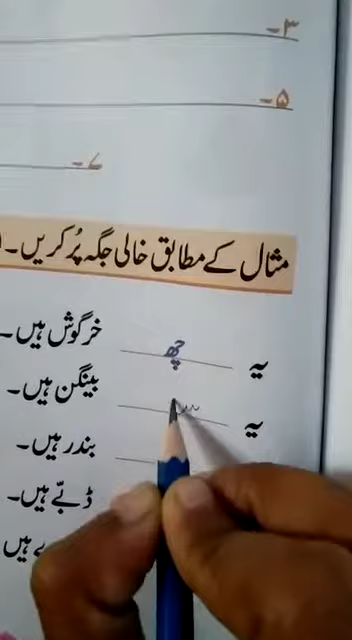 ۳۔
۵۔
۷۔
مثال کے مطابق خالی جگہ پُر کریں۔
یہ چھ خرگوش ہیں۔
یہ بینگن ہیں۔
بندر ہیں۔
ڈبّے ہیں۔
ہیں